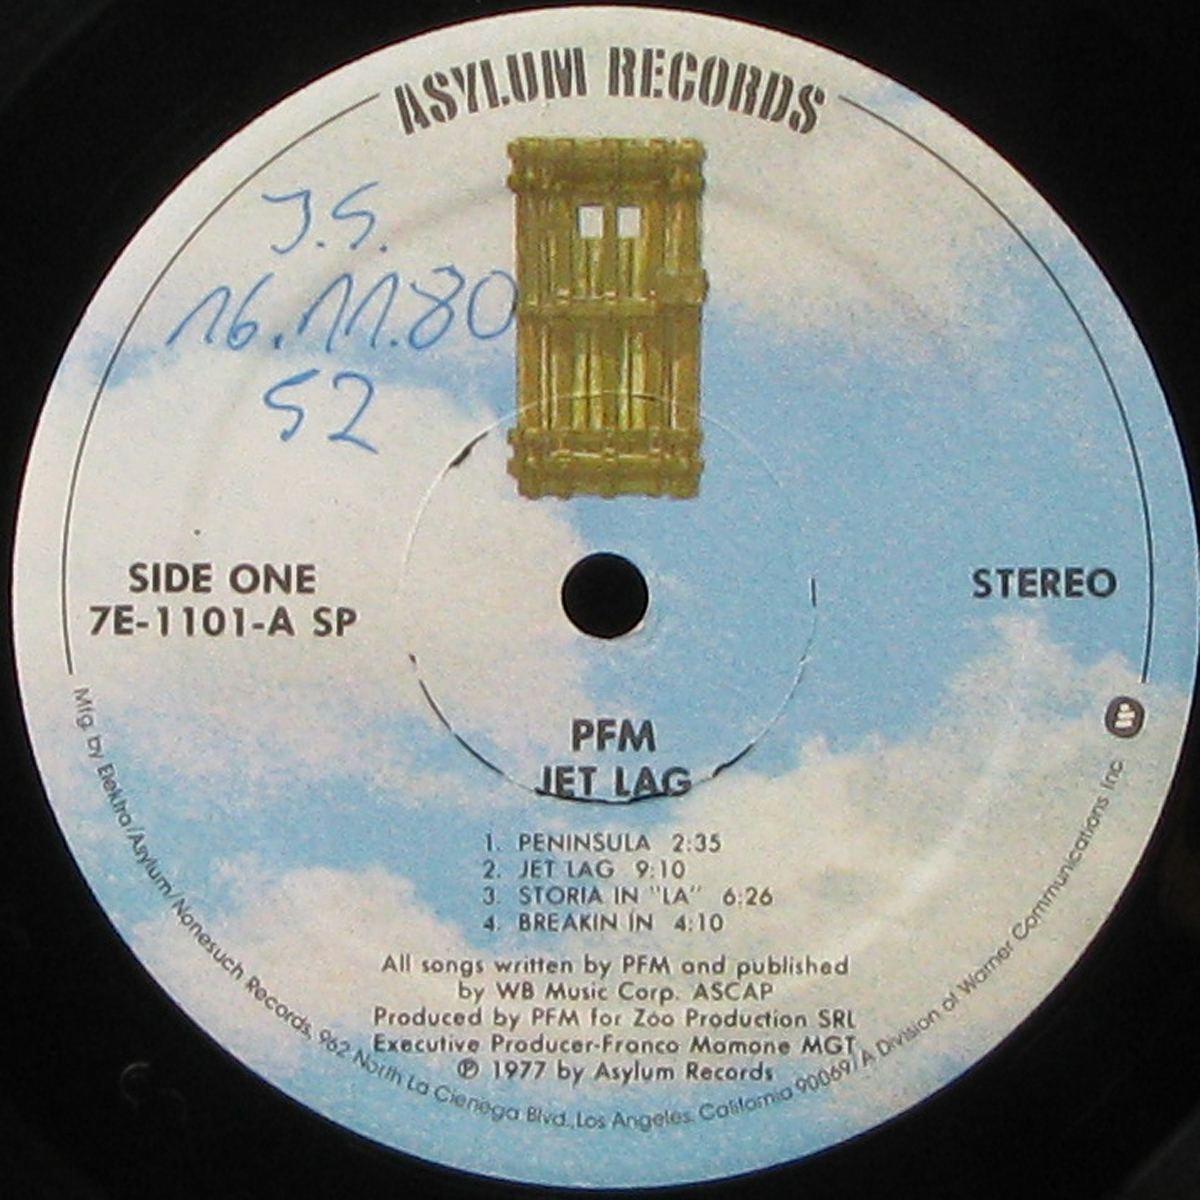 ASYLUM RECORDS
J.S.
16.11.80
52
SIDE ONE
7E-1101-A SP
STEREO
PFM
JET LAG
1. PENINSULA 2:35
2. JET LAG 9:10
3. STORIA IN "LA" 6:26
4. BREAKIN IN 4:10
All songs written by PFM and published
by WB Music Corp. ASCAP
Produced by PFM for Zoo Production SRL
Executive Producer-Franco Mamone MGT
℗ 1977 by Asylum Records
Mfg. by Elektra/Asylum/Nonesuch Records, 962 North La Cienega Blvd., Los Angeles, California 90069/A Division of Warner Communications Inc.